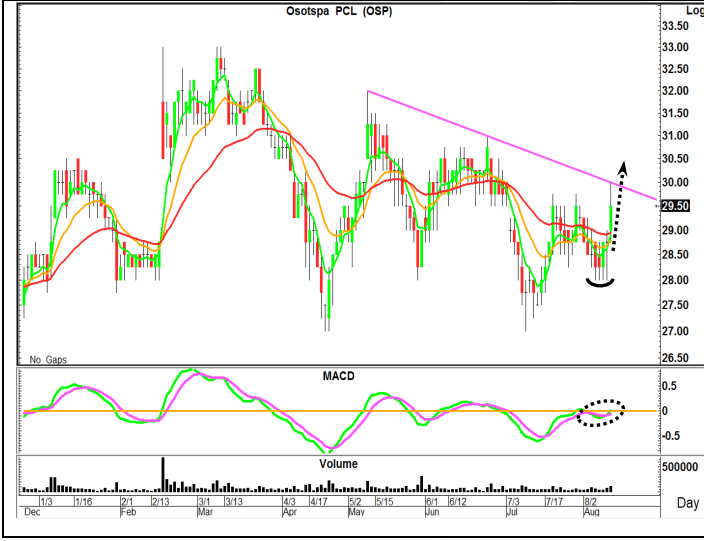 Osotspa PCL (OSP)
Log
33.50
33.00
32.50
32.00
31.50
31.00
30.50
30.00
29.50
29.00
28.50
28.00
27.50
27.00
26.50
No Gaps
MACD
0.5
0
-0.5
Volume
500000
1/3 1/16 2/1 2/13 3/1 3/13 4/3 4/17 5/2 5/15 6/1 6/12 7/3 7/17 8/2
Dec Feb Mar Apr May Jun Jul Aug
Day